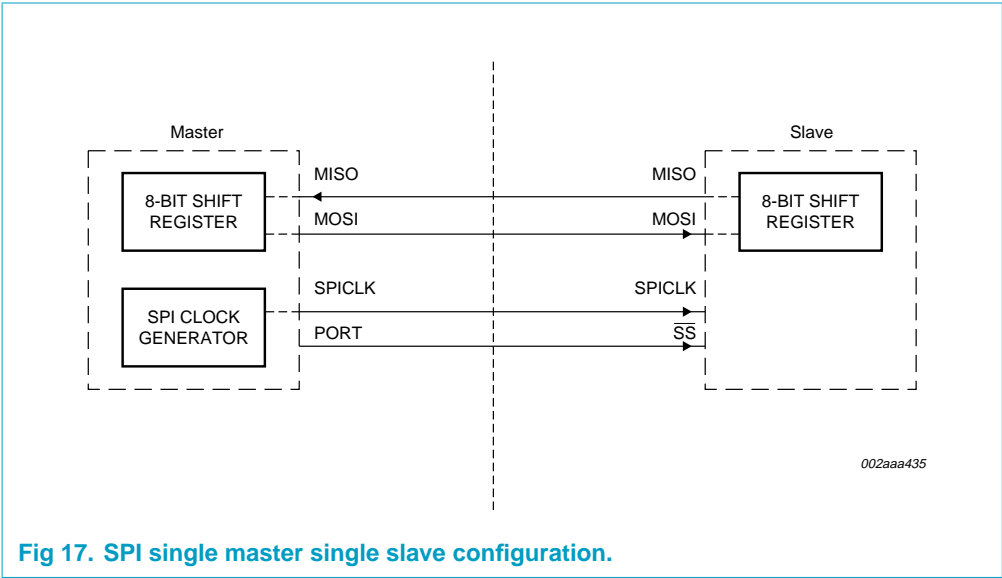 Master
Slave
8-BIT SHIFT
REGISTER
MISO
MISO
MOSI
MOSI
8-BIT SHIFT
REGISTER
SPI CLOCK
GENERATOR
SPICLK
SPICLK
PORT
S̅S̅
002aaa435
Fig 17. SPI single master single slave configuration.